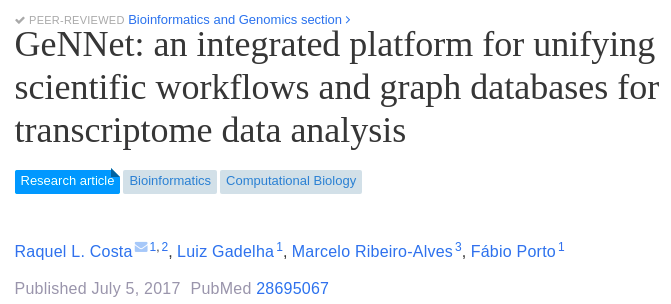 PEER-REVIEWED Bioinformatics and Genomics section >
GeNNet: an integrated platform for unifying
scientific workflows and graph databases for
transcriptome data analysis
Research article Bioinformatics Computational Biology
Raquel L. Costa 1, 2, Luiz Gadelha 1, Marcelo Ribeiro-Alves 3, Fábio Porto 1
Published July 5, 2017 PubMed 28695067